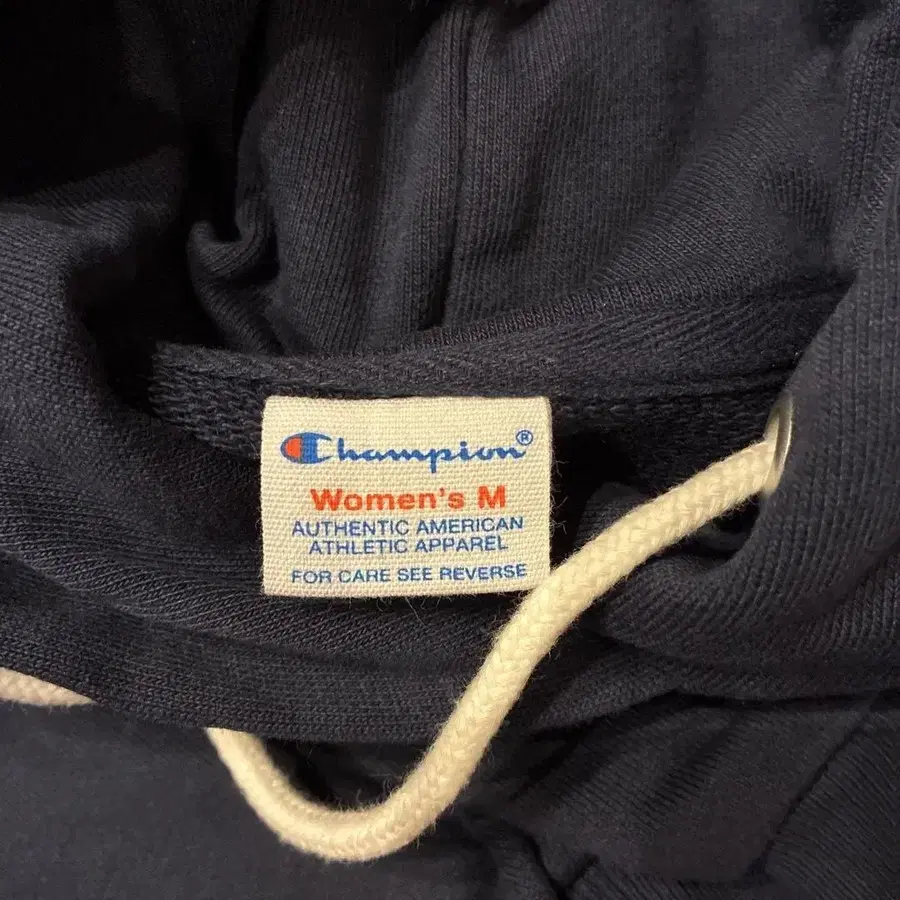 Champion®
Women's M
AUTHENTIC AMERICAN
ATHLETIC APPAREL
FOR CARE SEE REVERSE